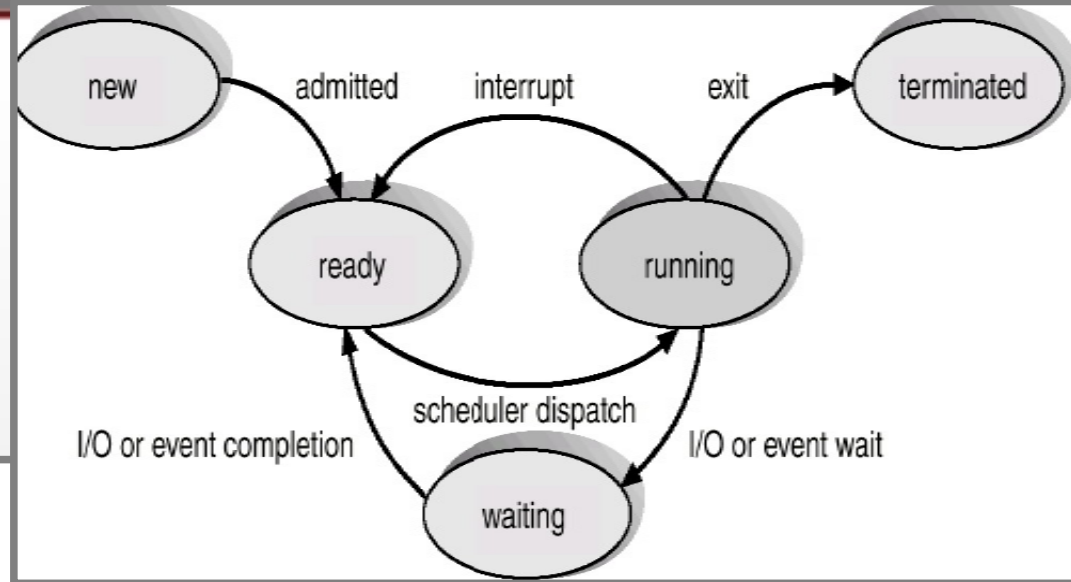 new
admitted
interrupt
exit
terminated
ready
running
scheduler dispatch
I/O or event completion
I/O or event wait
waiting